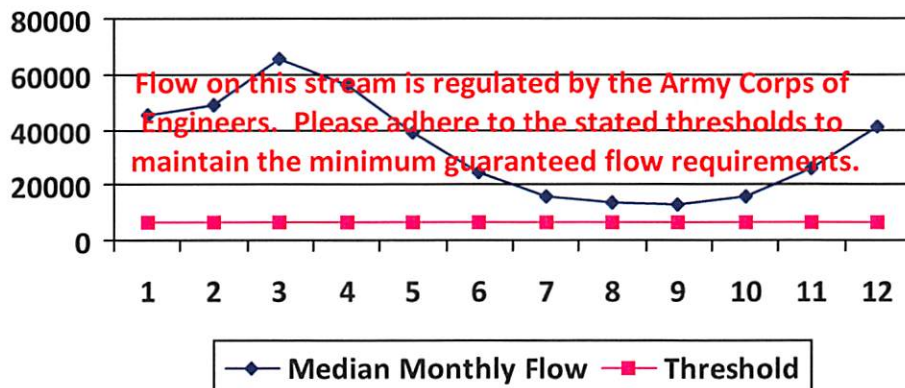 80000
60000
40000
20000
0
Flow on this stream is regulated by the Army Corps of
Engineers. Please adhere to the stated thresholds to
maintain the minimum guaranteed flow requirements.
1 2 3 4 5 6 7 8 9 10 11 12
Median Monthly Flow Threshold